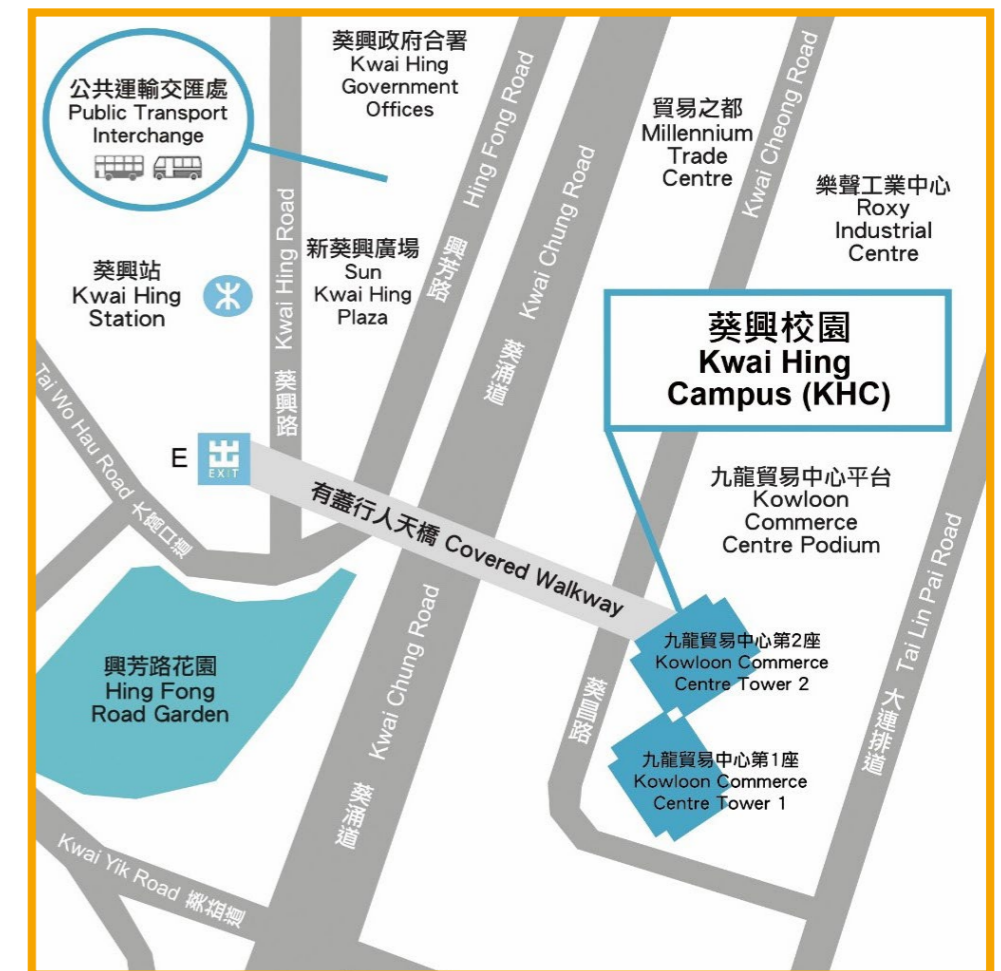 公共運輸交匯處
Public Transport
Interchange
葵興政府合署
Kwai Hing
Government
Offices
Hing Fong Road
興芳路
Kwai Chung Road
葵涌道
貿易之都
Millennium
Trade
Centre
Kwai Cheong Road
樂聲工業中心
Roxy
Industrial
Centre
葵興站
Kwai Hing
Station
Kwai Hing Road
葵興路
新葵興廣場
Sun
Kwai Hing
Plaza
葵興校園
Kwai Hing
Campus (KHC)
Tai Wo Hau Road 大窩口道
E
出
EXIT
有蓋行人天橋 Covered Walkway
九龍貿易中心平台
Kowloon
Commerce
Centre Podium
Tai Lin Pai Road
大連排道
興芳路花園
Hing Fong
Road Garden
Kwai Chung Road
葵涌道
葵昌路
九龍貿易中心第2座
Kowloon Commerce
Centre Tower 2
九龍貿易中心第1座
Kowloon Commerce
Centre Tower 1
Kwai Yik Road 葵益道